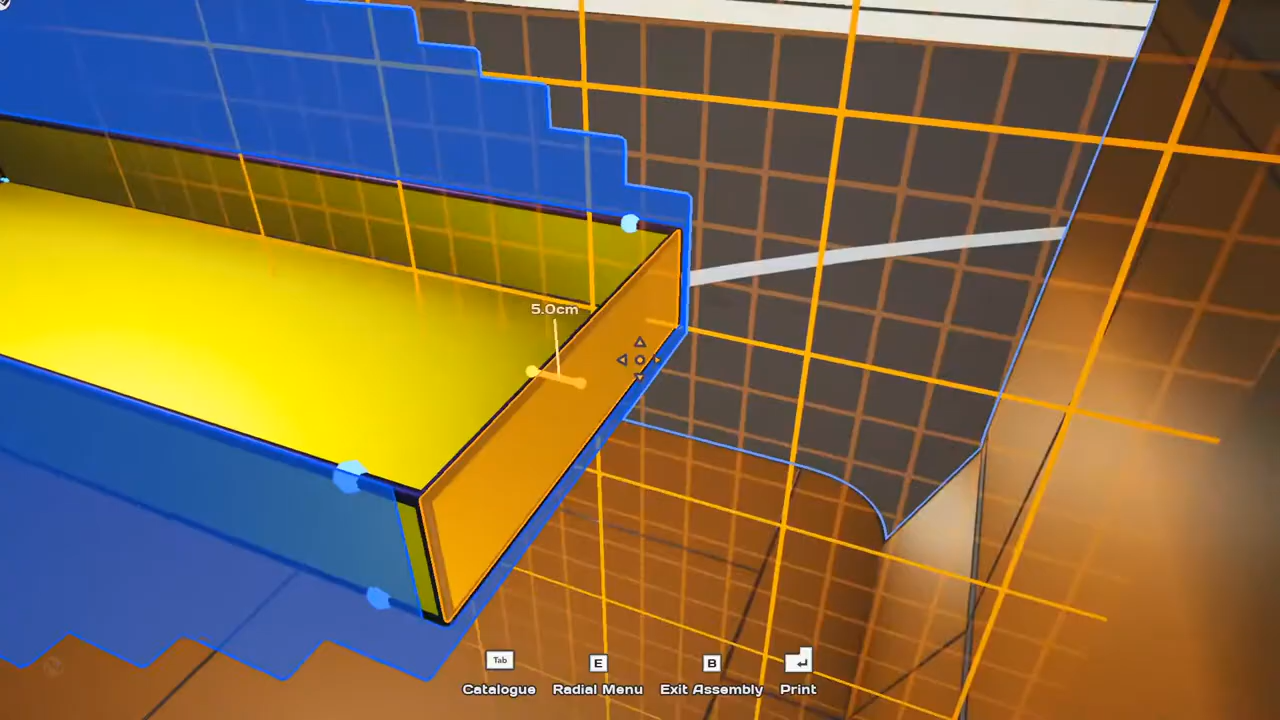 5.0cm
Tab
E
B
Catalogue
Radial Menu
Exit Assembly
Print